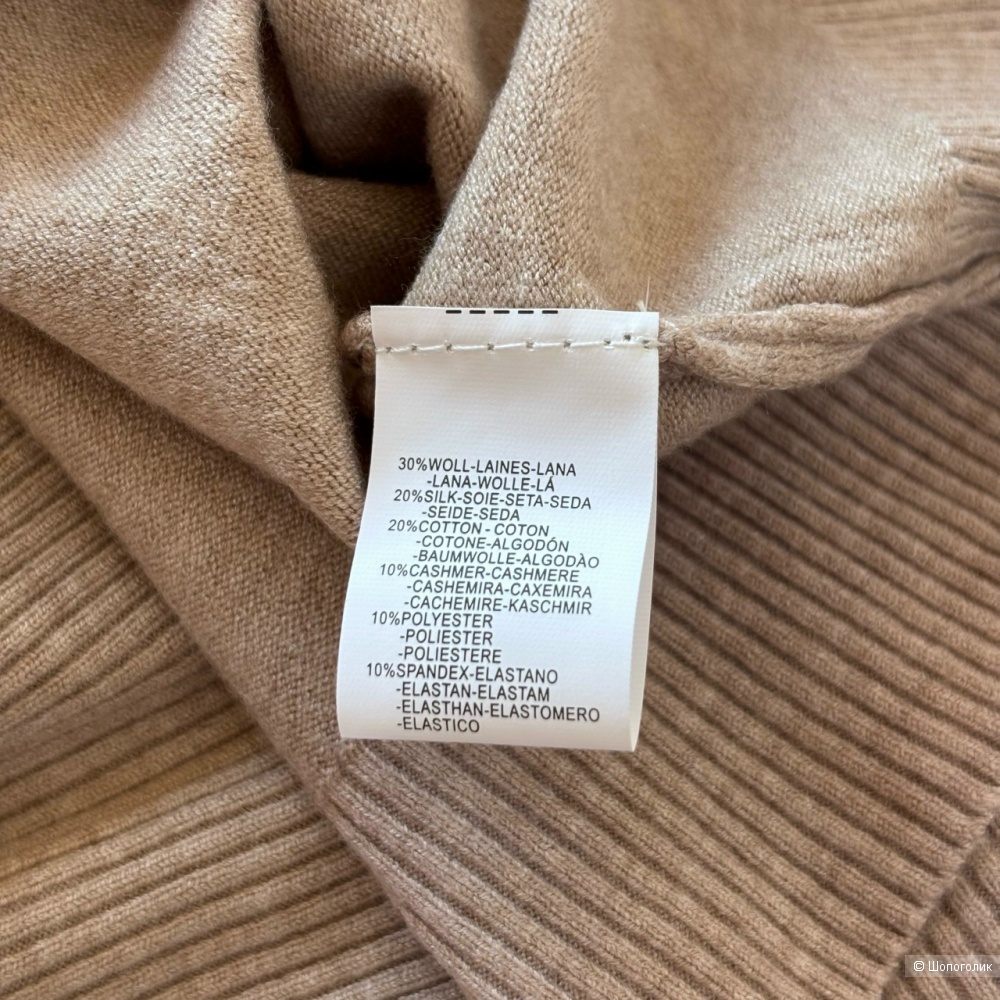 30%WOLL-LAINES-LANA
-LANA-WOLLE-LÃ
20%SILK-SOIE-SETA-SEDA
-SEIDE-SEDA
20%COTTON-COTON
-COTONE-ALGODÓN
-BAUMWOLLE-ALGODÀO
10%CASHMER-CASHMERE
-CASHEMIRA-CAXEMIRA
-CACHEMIRE-KASCHMIR
10%POLYESTER
-POLIESTER
-POLIESTERE
10%SPANDEX-ELASTANO
-ELASTAN-ELASTAM
-ELASTHAN-ELASTOMERO
-ELASTICO
© Шопоголик